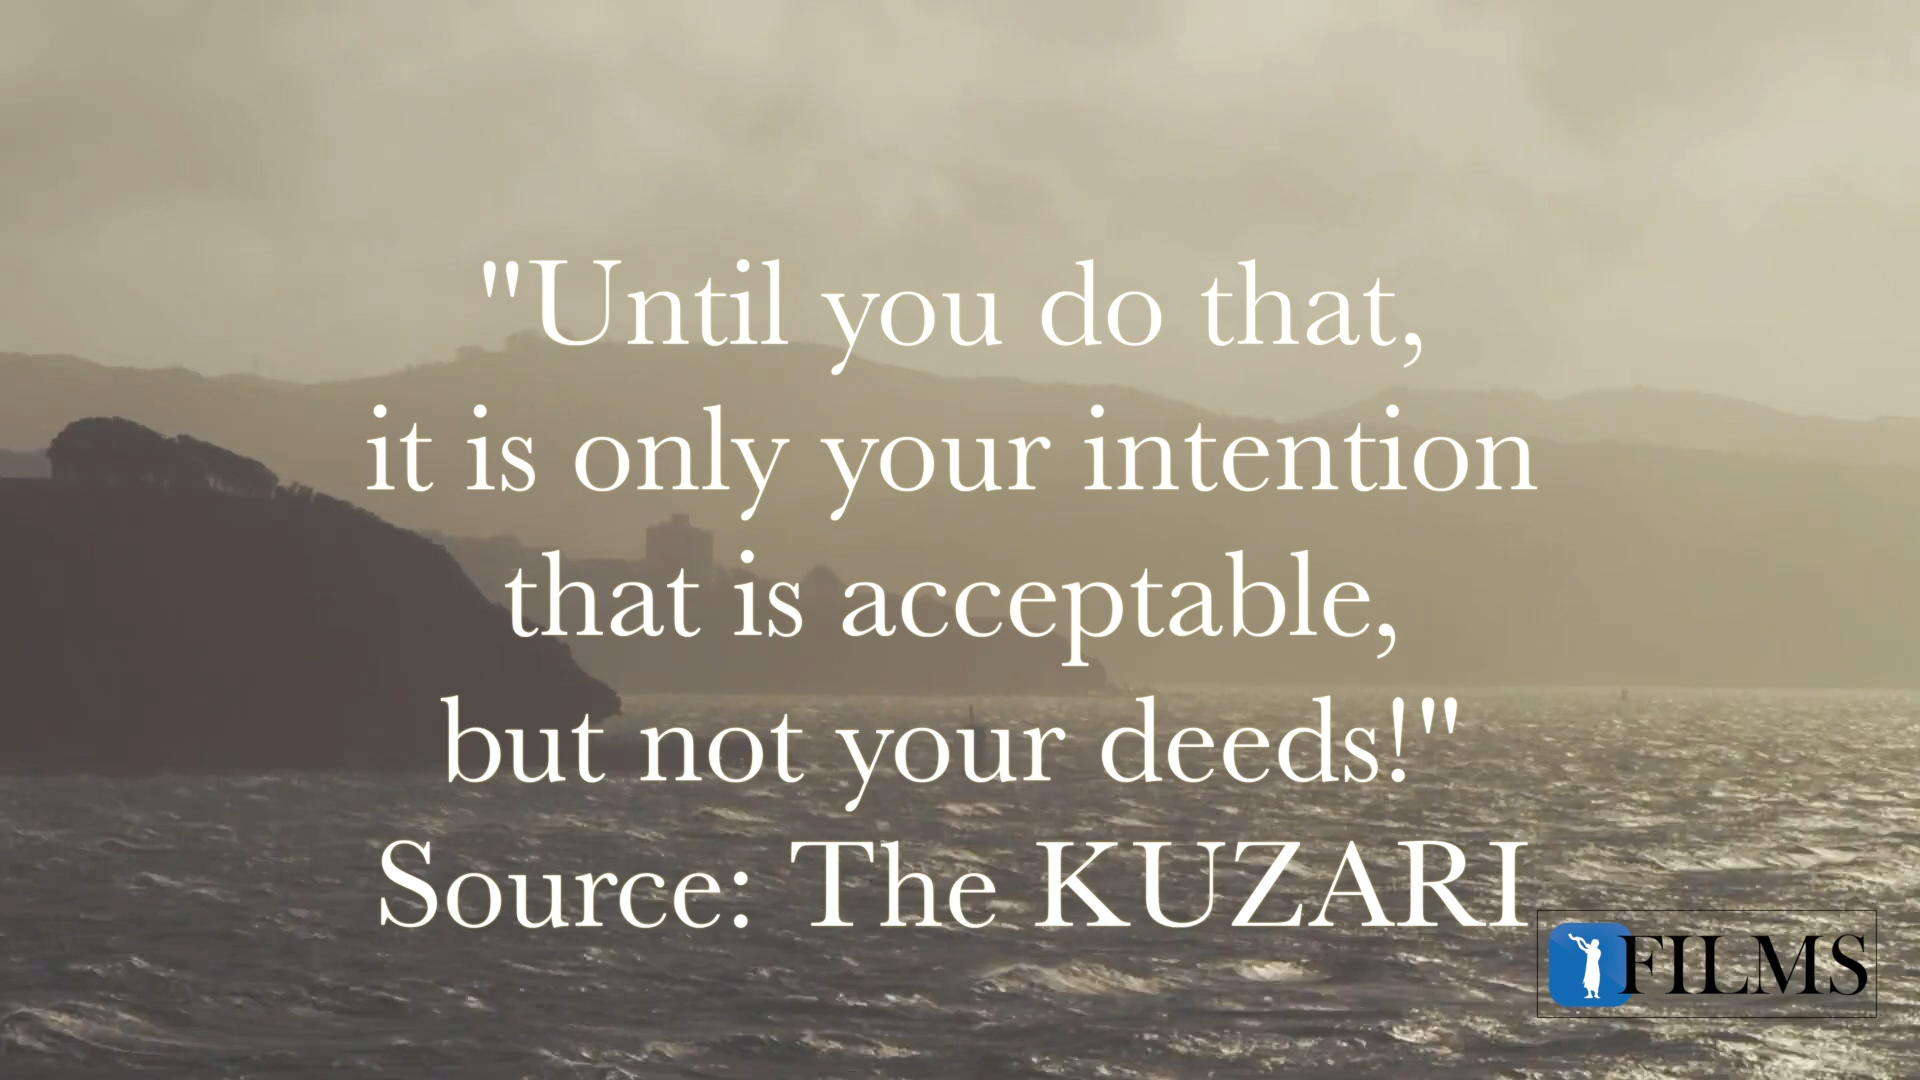 "Until you do that,
it is only your intention
that is acceptable,
but not your deeds!"
Source: The KUZARI
FILMS